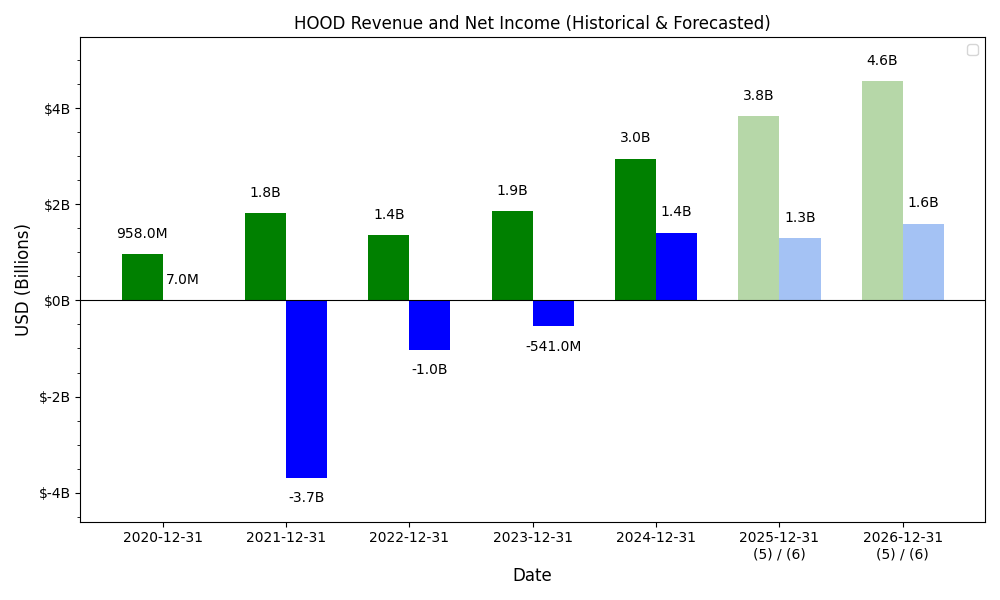 HOOD Revenue and Net Income (Historical & Forecasted)
USD (Billions)
$4B
$2B
$0B
$-2B
$-4B
958.0M
7.0M
1.8B
-3.7B
1.4B
-1.0B
1.9B
-541.0M
3.0B
1.4B
3.8B
1.3B
4.6B
1.6B
2020-12-31
2021-12-31
2022-12-31
2023-12-31
2024-12-31
2025-12-31
(5) / (6)
2026-12-31
(5) / (6)
Date